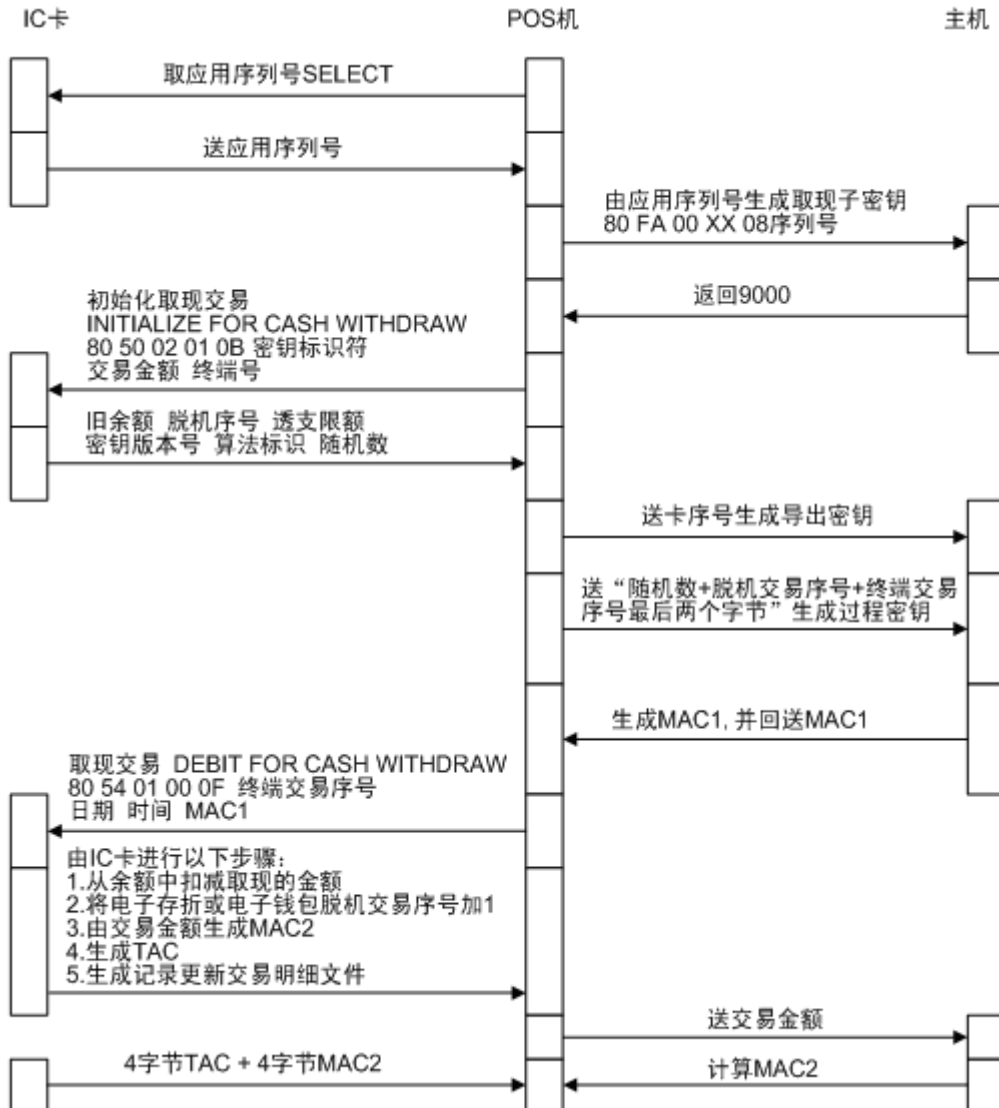 IC卡
POS机
主机
取应用序列号SELECT
送应用序列号
由应用序列号生成取现子密钥
80 FA 00 XX 08序列号
返回9000
初始化取现交易
INITIALIZE FOR CASH WITHDRAW
80 50 02 01 0B 密钥标识符
交易金额 终端号
旧余额 脱机序号 透支限额
密钥版本号 算法标识 随机数
送卡序号生成导出密钥
送“随机数+脱机交易序号+终端交易
序号最后两个字节”生成过程密钥
生成MAC1, 并回送MAC1
取现交易 DEBIT FOR CASH WITHDRAW
80 54 01 00 0F 终端交易序号
日期 时间 MAC1
由IC卡进行以下步骤：
1.从余额中扣减取现的金额
2.将电子存折或电子钱包脱机交易序号加1
3.由交易金额生成MAC2
4.生成TAC
5.生成记录更新交易明细文件
送交易金额
4字节TAC + 4字节MAC2
计算MAC2